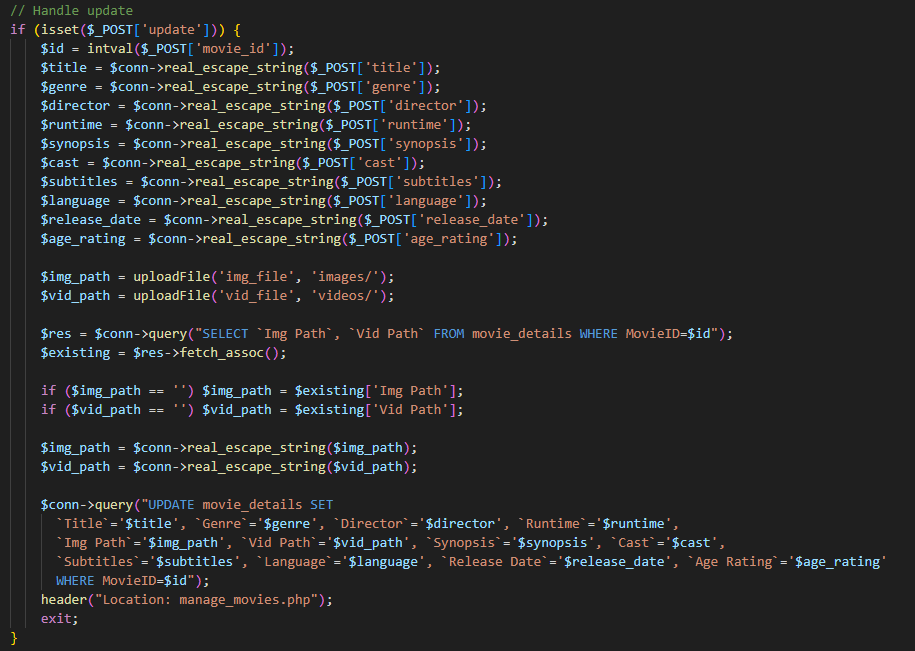 // Handle update
if (isset($_POST['update'])) {
$id = intval($_POST['movie_id']);
$title = $conn->real_escape_string($_POST['title']);
$genre = $conn->real_escape_string($_POST['genre']);
$director = $conn->real_escape_string($_POST['director']);
$runtime = $conn->real_escape_string($_POST['runtime']);
$synopsis = $conn->real_escape_string($_POST['synopsis']);
$cast = $conn->real_escape_string($_POST['cast']);
$subtitles = $conn->real_escape_string($_POST['subtitles']);
$language = $conn->real_escape_string($_POST['language']);
$release_date = $conn->real_escape_string($_POST['release_date']);
$age_rating = $conn->real_escape_string($_POST['age_rating']);
$img_path = uploadFile('img_file', 'images/');
$vid_path = uploadFile('vid_file', 'videos/');
$res = $conn->query("SELECT `Img Path`, `Vid Path` FROM movie_details WHERE MovieID=$id");
$existing = $res->fetch_assoc();
if ($img_path == '') $img_path = $existing['Img Path'];
if ($vid_path == '') $vid_path = $existing['Vid Path'];
$img_path = $conn->real_escape_string($img_path);
$vid_path = $conn->real_escape_string($vid_path);
$conn->query("UPDATE movie_details SET
`Title`='$title', `Genre`='$genre', `Director`='$director', `Runtime`='$runtime',
`Img Path`='$img_path', `Vid Path`='$vid_path', `Synopsis`='$synopsis', `Cast`='$cast',
`Subtitles`='$subtitles', `Language`='$language', `Release Date`='$release_date', `Age Rating`='$age_rating'
WHERE MovieID=$id");
header("Location: manage_movies.php");
exit;
}